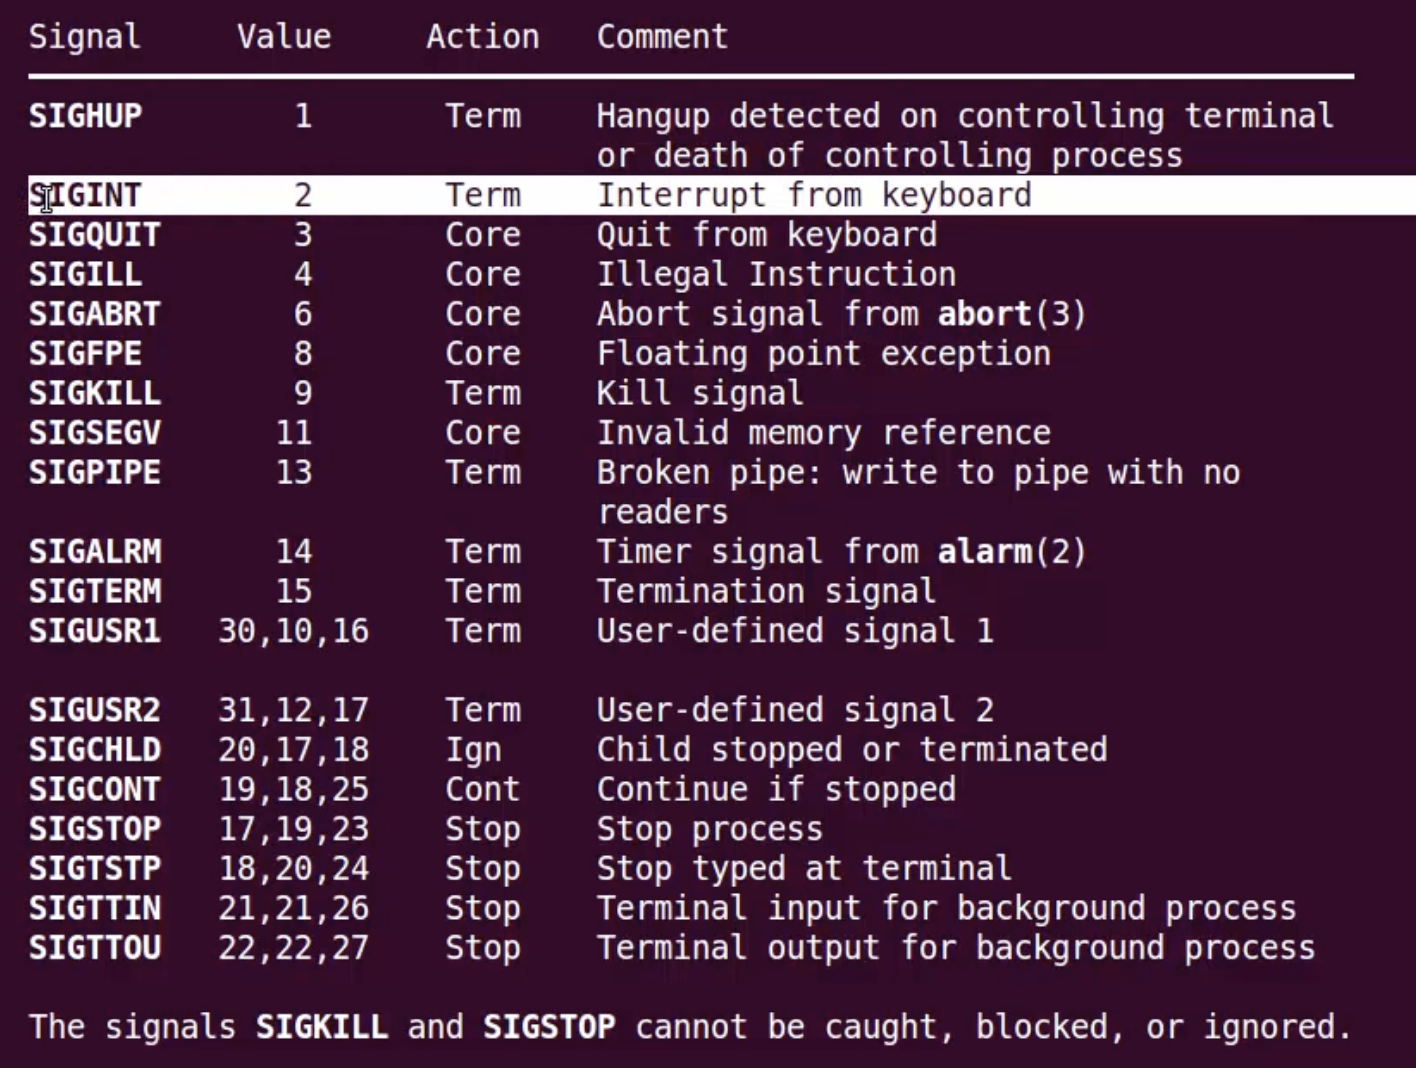 Signal Value Action Comment
SIGHUP 1 Term Hangup detected on controlling terminal
or death of controlling process
SIGINT 2 Term Interrupt from keyboard
SIGQUIT 3 Core Quit from keyboard
SIGILL 4 Core Illegal Instruction
SIGABRT 6 Core Abort signal from abort(3)
SIGFPE 8 Core Floating point exception
SIGKILL 9 Term Kill signal
SIGSEGV 11 Core Invalid memory reference
SIGPIPE 13 Term Broken pipe: write to pipe with no
readers
SIGALRM 14 Term Timer signal from alarm(2)
SIGTERM 15 Term Termination signal
SIGUSR1 30,10,16 Term User-defined signal 1
SIGUSR2 31,12,17 Term User-defined signal 2
SIGCHLD 20,17,18 Ign Child stopped or terminated
SIGCONT 19,18,25 Cont Continue if stopped
SIGSTOP 17,19,23 Stop Stop process
SIGTSTP 18,20,24 Stop Stop typed at terminal
SIGTTIN 21,21,26 Stop Terminal input for background process
SIGTTOU 22,22,27 Stop Terminal output for background process
The signals SIGKILL and SIGSTOP cannot be caught, blocked, or ignored.